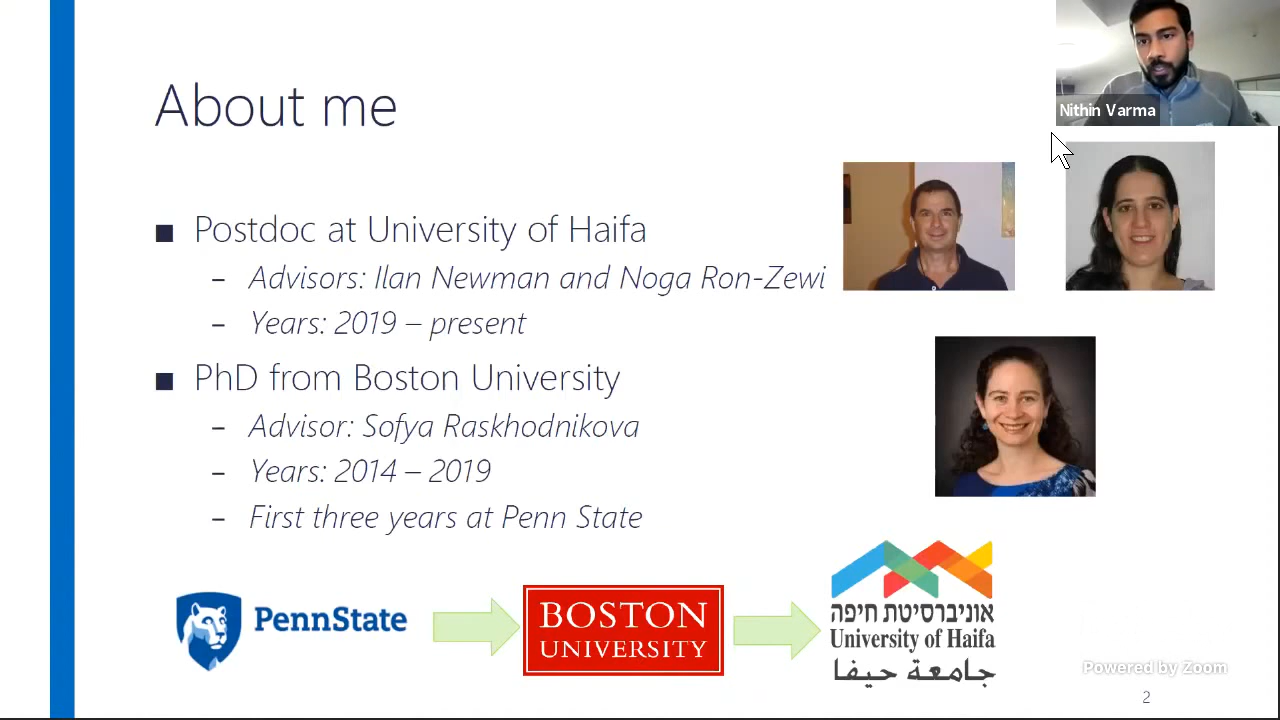 Nithin Varma
About me
■ Postdoc at University of Haifa
– Advisors: Ilan Newman and Noga Ron-Zewi
– Years: 2019 – present
■ PhD from Boston University
– Advisor: Sofya Raskhodnikova
– Years: 2014 – 2019
– First three years at Penn State
PennState
BOSTON
UNIVERSITY
אוניברסיטת חיפה
University of Haifa
جامعة حيفا
Powered by Zoom
2